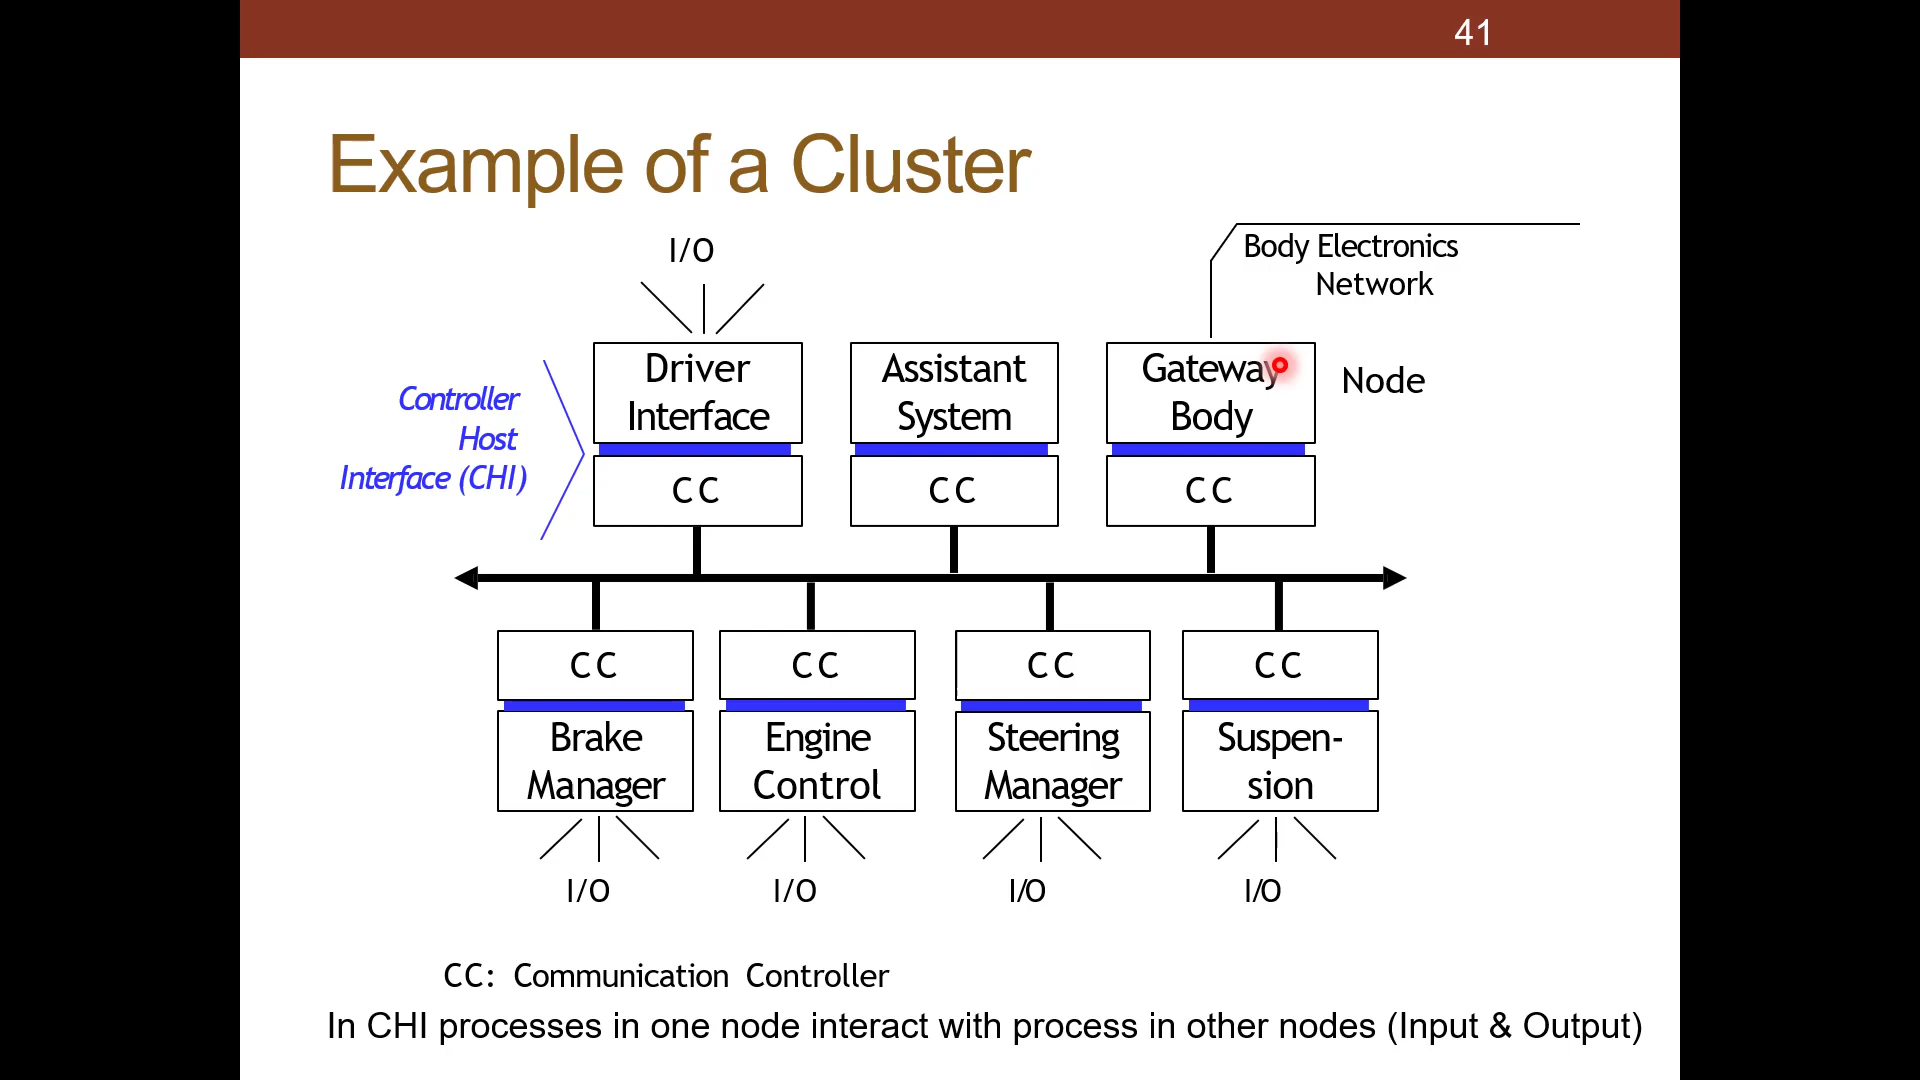 41
Example of a Cluster
I/O
Body Electronics
Network
Driver
Interface
Assistant
System
Gateway
Body
Node
Controller
Host
Interface (CHI)
CC
CC
CC
CC
CC
CC
CC
Brake
Manager
Engine
Control
Steering
Manager
Suspen-
sion
I/O
I/O
I/O
I/O
CC: Communication Controller
In CHI processes in one node interact with process in other nodes (Input & Output)